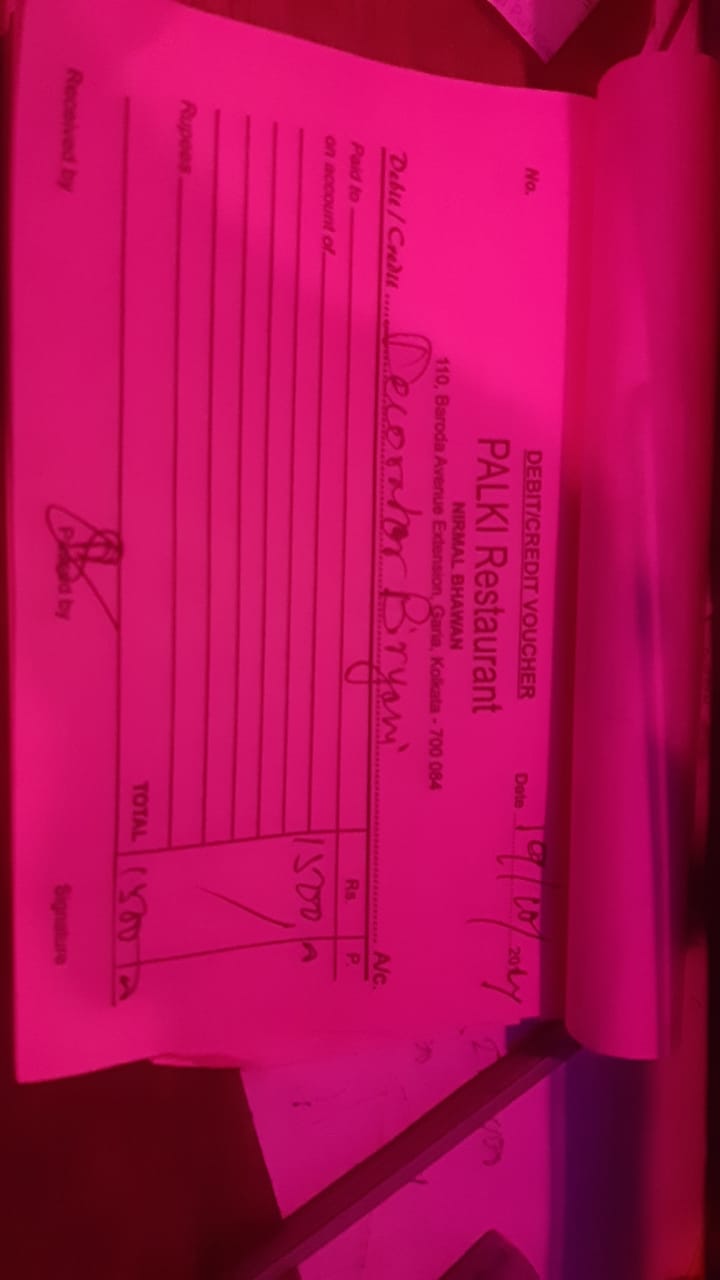 DEBIT/CREDIT VOUCHER
PALKI Restaurant
NIRMAL BHAWAN
110, Baroda Avenue Extension, Garia, Kolkata - 700 084
No.
Date 19/10/2024
Debit / Credit Decorator Biryani A/c.
Paid to
Rs. P.
on account of
1500
Rupees
TOTAL 1500
Received by
Passed by
Signature